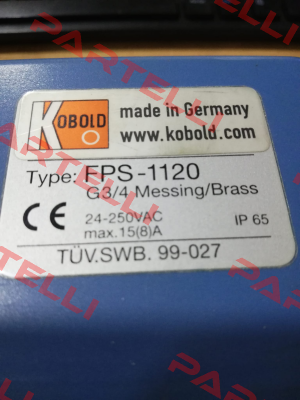 KOBOLD
made in Germany
www.kobold.com
Type: FPS-1120
G3/4 Messing/Brass
CE 24-250VAC IP 65
max.15(8)A
TÜV.SWB. 99-027
PARTELLI
PARTELLI
PARTELLI